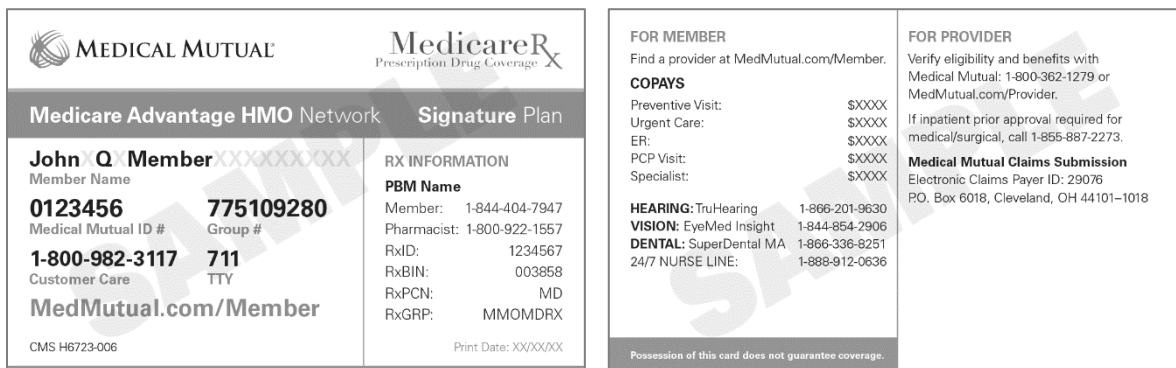 MEDICAL MUTUAL®
MedicareRx
Prescription Drug Coverage
Medicare Advantage HMO Network Signature Plan
John X Q X Member XXXXXXXXX
Member Name
0123456 775109280
Medical Mutual ID # Group #
1-800-982-3117 711
Customer Care TTY
MedMutual.com/Member
CMS H6723-006
RX INFORMATION
PBM Name
Member: 1-844-404-7947
Pharmacist: 1-800-922-1557
RxID: 1234567
RxBIN: 003858
RxPCN: MD
RxGRP: MMOMDRX
Print Date: XX/XX/XX
SAMPLE
FOR MEMBER
Find a provider at MedMutual.com/Member.
COPAYS
Preventive Visit: $XXXX
Urgent Care: $XXXX
ER: $XXXX
PCP Visit: $XXXX
Specialist: $XXXX
HEARING: TruHearing 1-866-201-9630
VISION: EyeMed Insight 1-844-854-2906
DENTAL: SuperDental MA 1-866-336-8251
24/7 NURSE LINE: 1-888-912-0636
Possession of this card does not guarantee coverage.
FOR PROVIDER
Verify eligibility and benefits with
Medical Mutual: 1-800-362-1279 or
MedMutual.com/Provider.
If inpatient prior approval required for
medical/surgical, call 1-855-887-2273.
Medical Mutual Claims Submission
Electronic Claims Payer ID: 29076
P.O. Box 6018, Cleveland, OH 44101–1018
SAMPLE